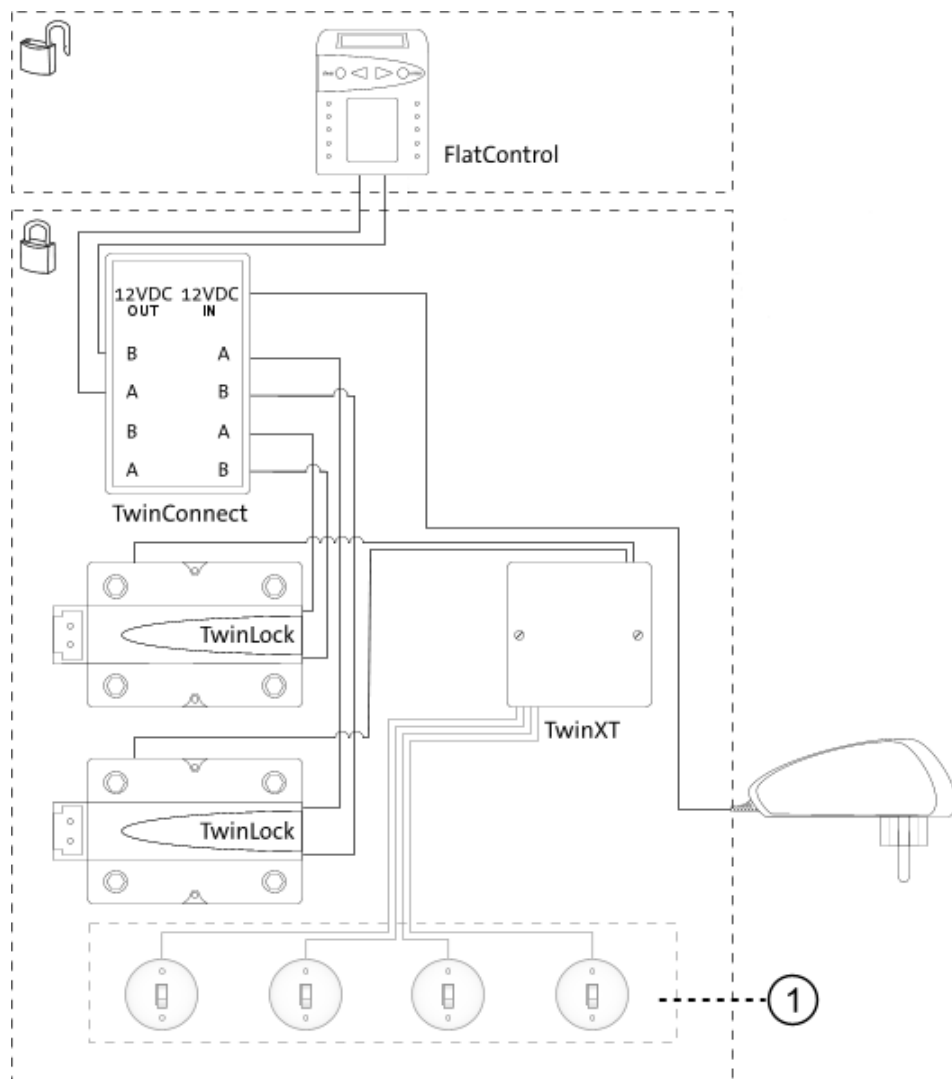 FlatControl
12VDC 12VDC
OUT IN
B A
A B
B A
A B
TwinConnect
TwinLock
TwinXT
TwinLock
1